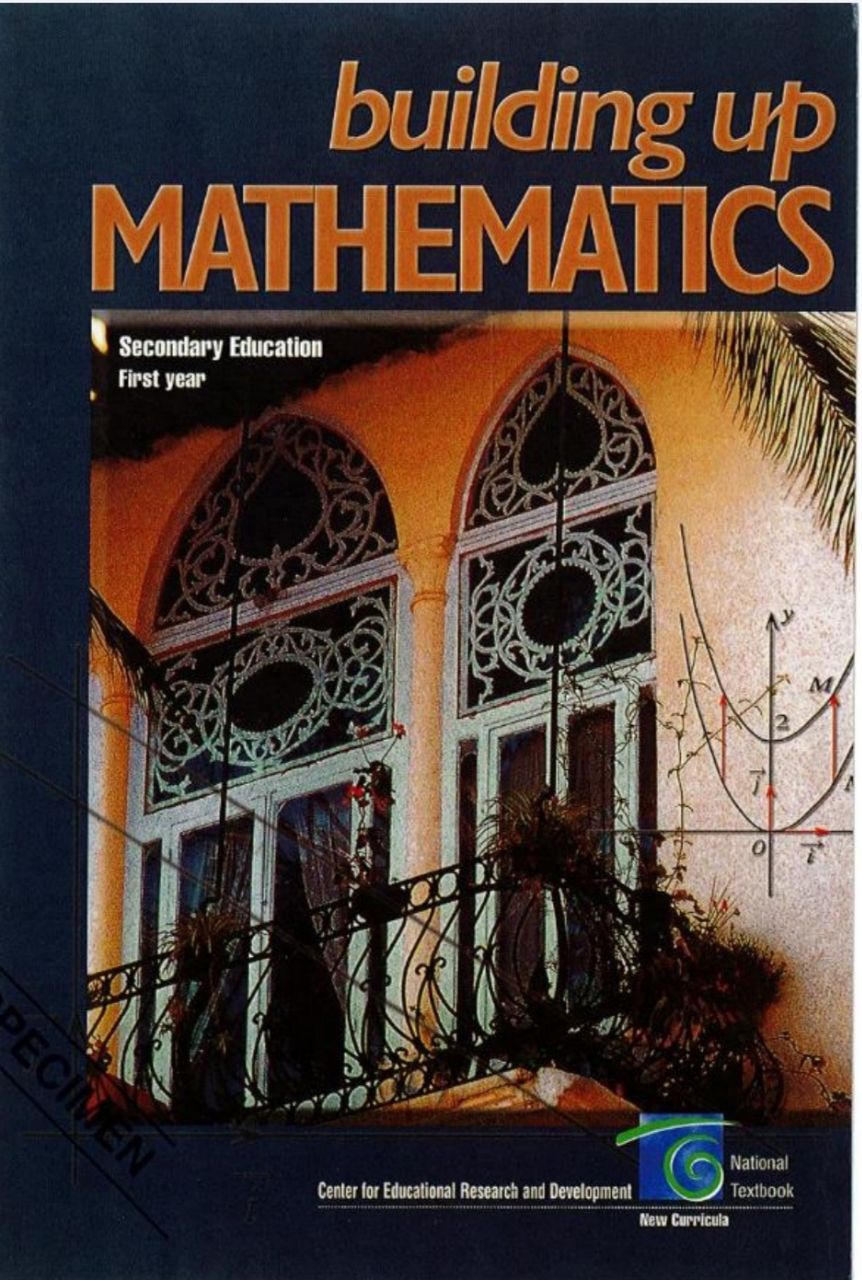 building up
MATHEMATICS
Secondary Education
First year
y
M
2
j
O
i
SPECIMEN
National
Center for Educational Research and Development
Textbook
New Curricula